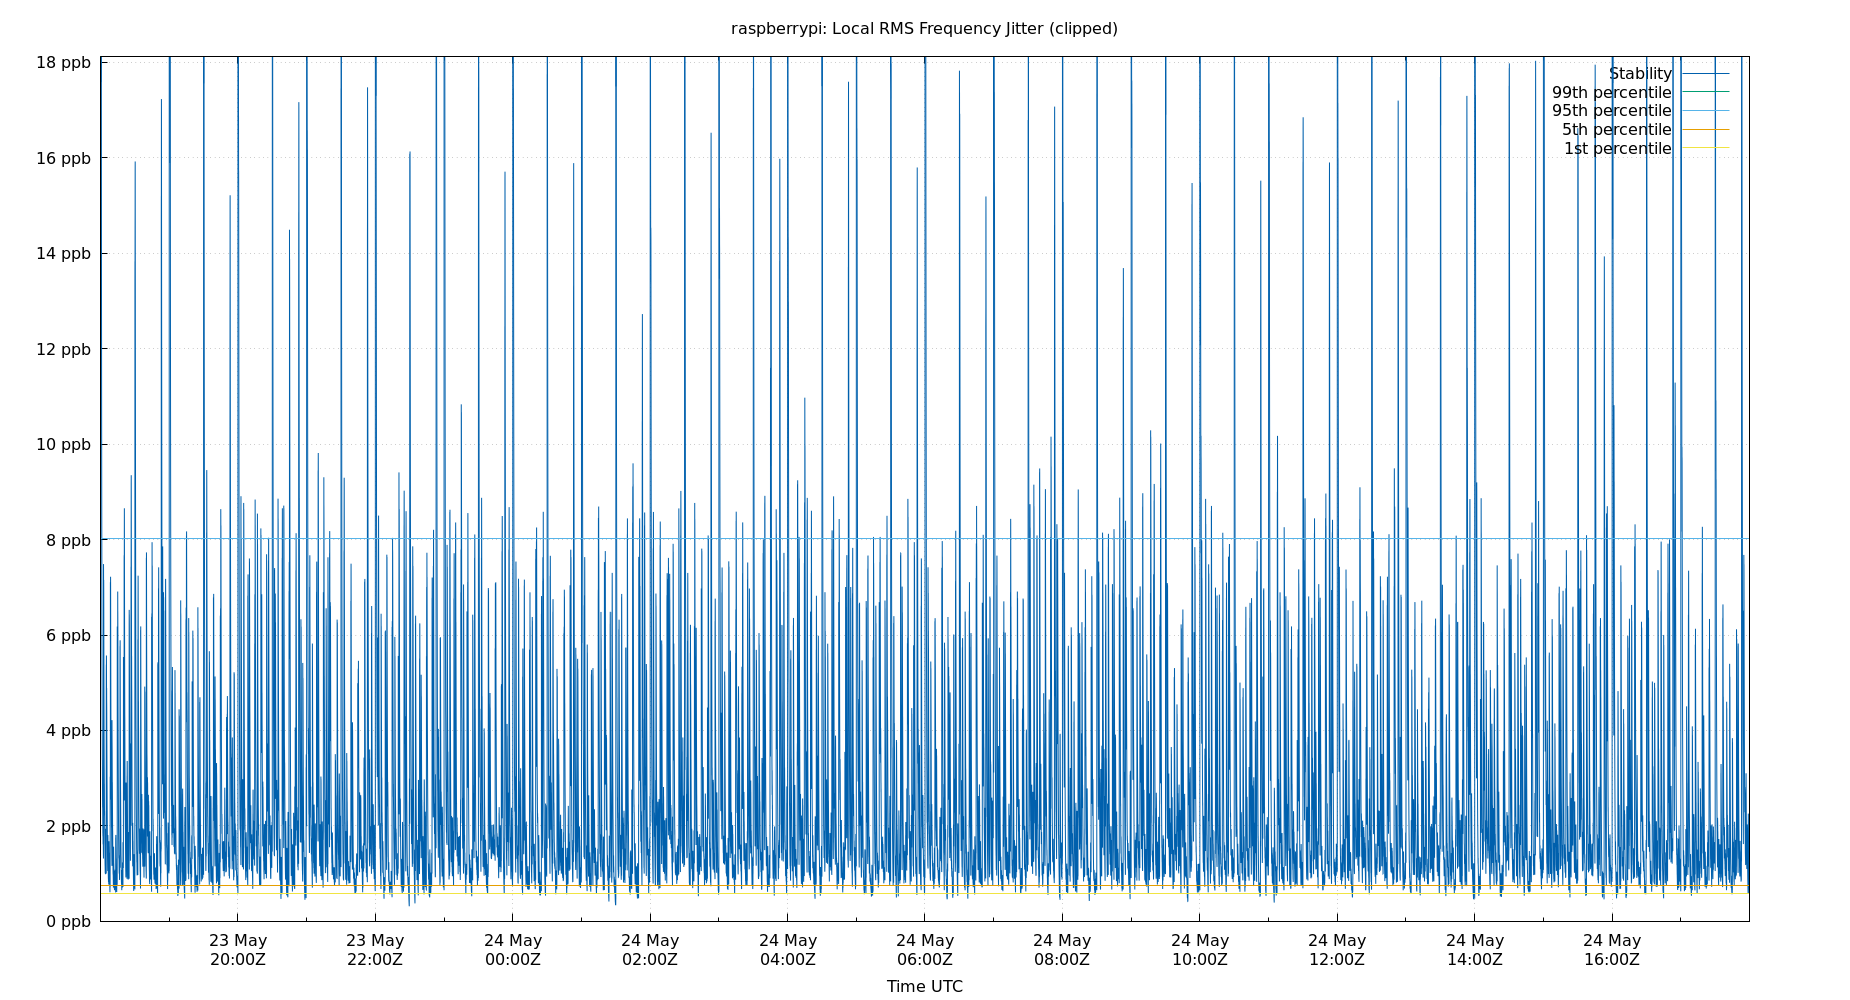 raspberrypi: Local RMS Frequency Jitter (clipped)
18 ppb
16 ppb
14 ppb
12 ppb
10 ppb
8 ppb
6 ppb
4 ppb
2 ppb
0 ppb
Stability
99th percentile
95th percentile
5th percentile
1st percentile
23 May
20:00Z
23 May
22:00Z
24 May
00:00Z
24 May
02:00Z
24 May
04:00Z
24 May
06:00Z
24 May
08:00Z
24 May
10:00Z
24 May
12:00Z
24 May
14:00Z
24 May
16:00Z
Time UTC